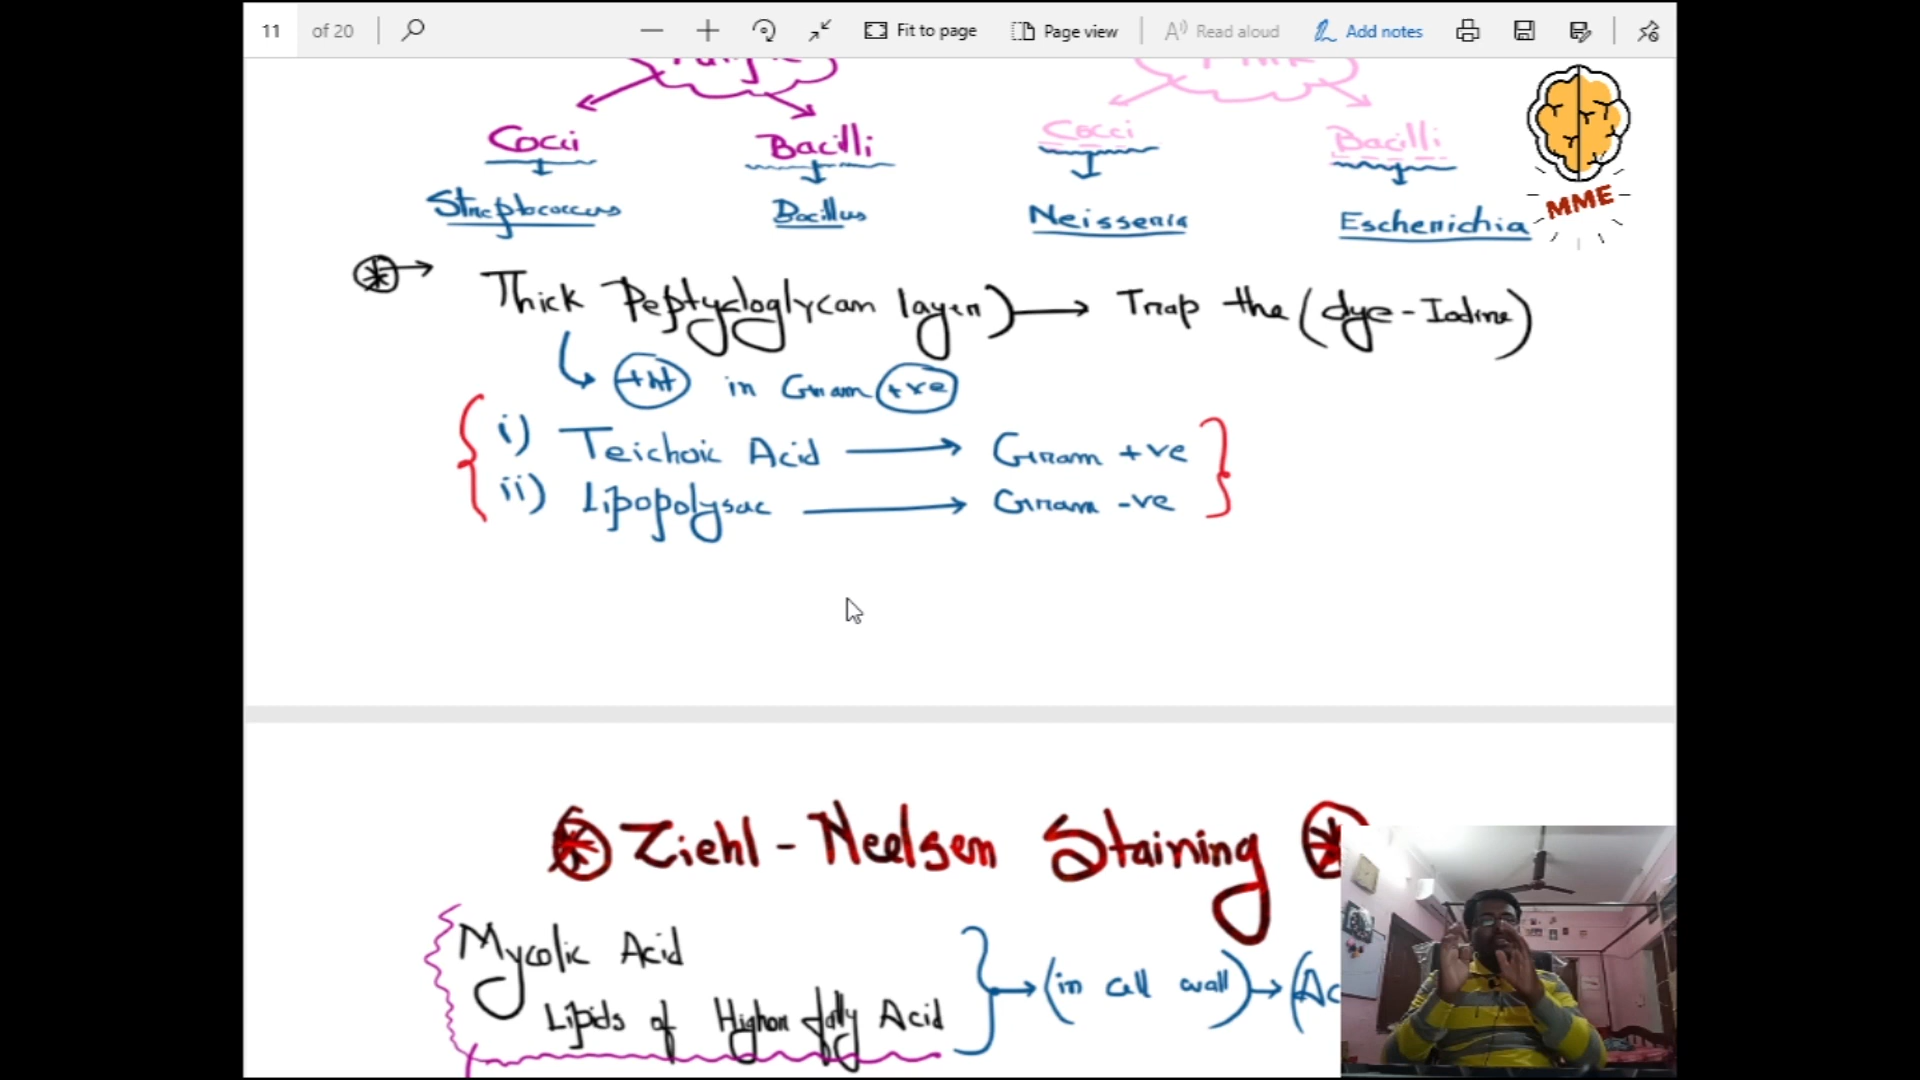 11 of 20 Fit to page Page view Read aloud Add notes
Cocci Bacilli Cocci Bacilli
Streptococcus Bacillus Neisseria Escherichia
MME
Thick Peptydoglycan layer) → Trap the (dye-Iodine)
in Gram +ve
i) Teichoic Acid → Gram +ve
ii) Lipopolysac → Gram -ve
Ziehl-Neelsen Staining
Mycolic Acid
Lipids of Higher fatty Acid → (in cell wall) → (Ac